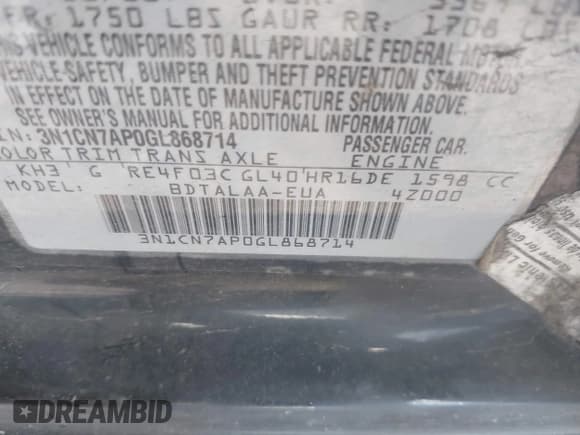 FR: 1750 LBS GAUR RR: 1708 LBS
VEHICLE CONFORMS TO ALL APPLICABLE FEDERAL MOTOR
VEHICLE-SAFETY, BUMPER AND THEFT PREVENTION STANDARDS
IN EFFECT ON THE DATE OF MANUFACTURE SHOWN ABOVE.
SEE OWNER'S MANUAL FOR ADDITIONAL INFORMATION.
: 3N1CN7AP0GL868714 PASSENGER CAR.
COLOR TRIM TRANS AXLE ENGINE
KH3 G RE4F03C GL40 HR16DE 1598 CC
MODEL: BDTALAA-EUA 4Z000
3N1CN7AP0GL868714
DREAMBID